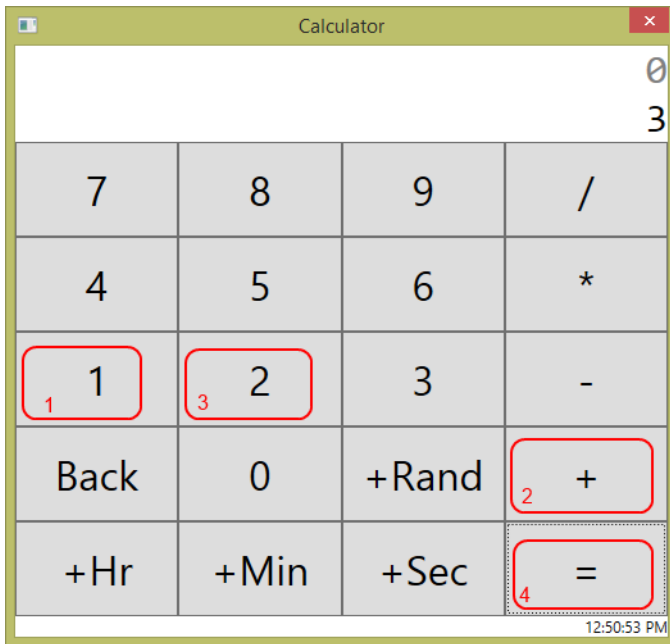 Calculator
0
3
7 8 9 /
4 5 6 *
1 1 3 2 3 -
Back 0 +Rand 2 +
+Hr +Min +Sec 4 =
12:50:53 PM